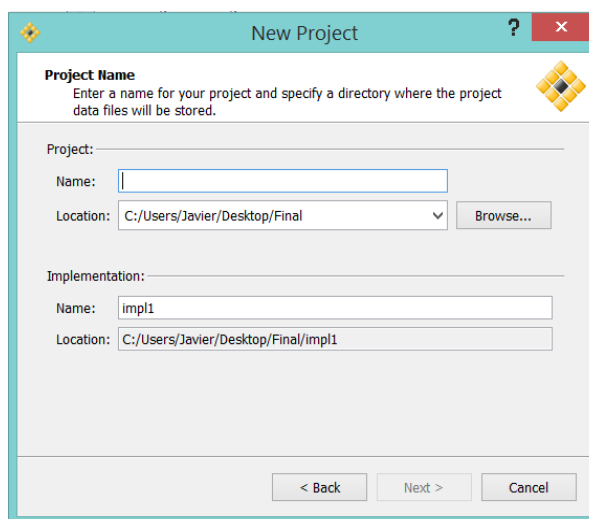 New Project
?
x
Project Name
Enter a name for your project and specify a directory where the project
data files will be stored.
Project:
Name:
Location: C:/Users/Javier/Desktop/Final
Browse...
Implementation:
Name: impl1
Location: C:/Users/Javier/Desktop/Final/impl1
< Back
Next >
Cancel